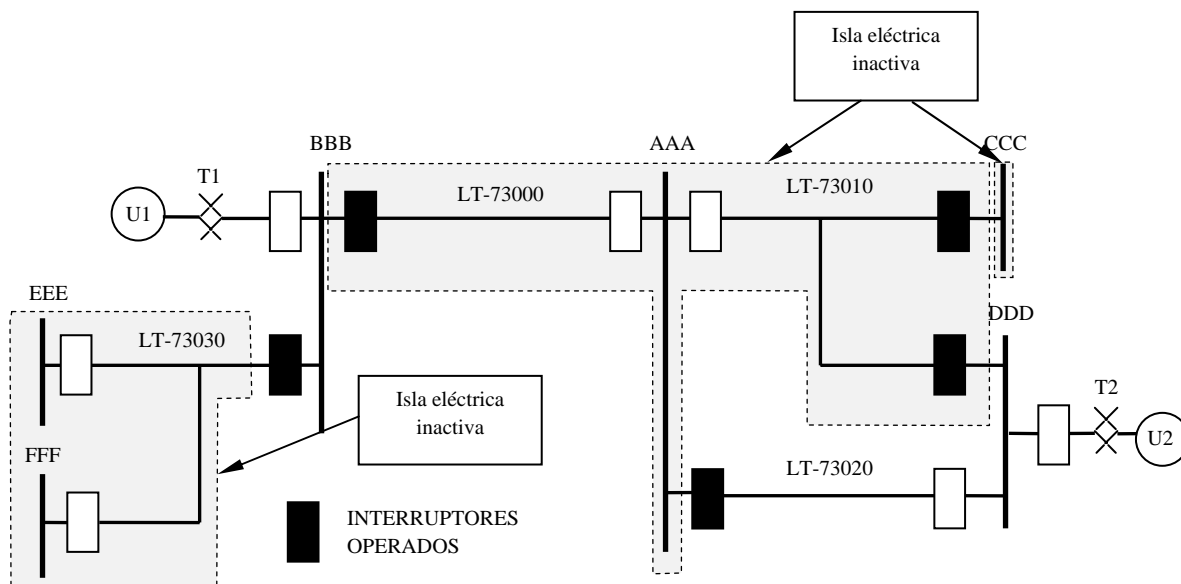 Isla eléctrica
inactiva
BBB
AAA
CCC
T1
LT-73000
LT-73010
U1
EEE
DDD
LT-73030
T2
Isla eléctrica
inactiva
U2
FFF
LT-73020
INTERRUPTORES
OPERADOS